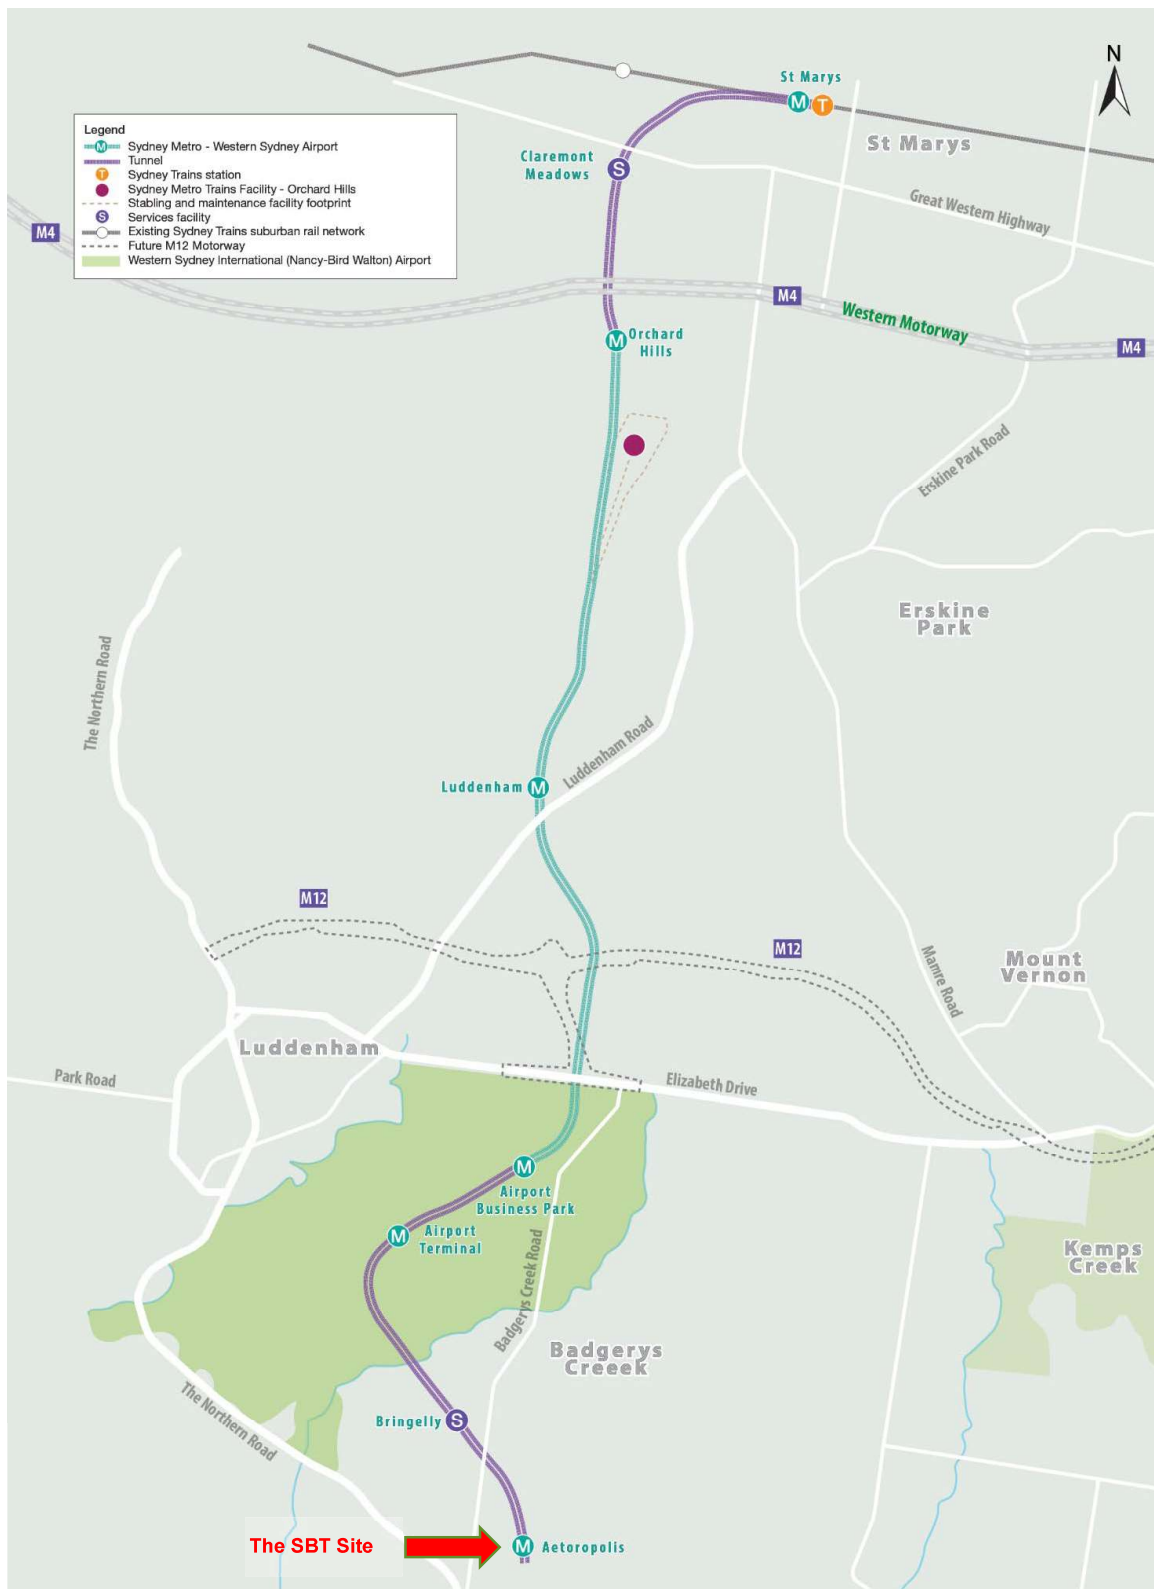 N
St Marys
M
T
St Marys
Legend
M
Sydney Metro - Western Sydney Airport
Tunnel
T
Sydney Trains station
Sydney Metro Trains Facility - Orchard Hills
Stabling and maintenance facility footprint
S
Services facility
Existing Sydney Trains suburban rail network
Future M12 Motorway
Western Sydney International (Nancy-Bird Walton) Airport
Claremont
Meadows
S
Great Western Highway
M4
M4
Western Motorway
M4
M
Orchard
Hills
Erskine Park Road
Erskine
Park
The Northern Road
Luddenham Road
Luddenham
M
M12
M12
Mamre Road
Mount
Vernon
Luddenham
Park Road
Elizabeth Drive
M
Airport
Business Park
M
Airport
Terminal
Badgerys Creek Road
Kemps
Creek
Badgerys
Creeek
The Northern Road
Bringelly
S
The SBT Site
M
Aetoropolis